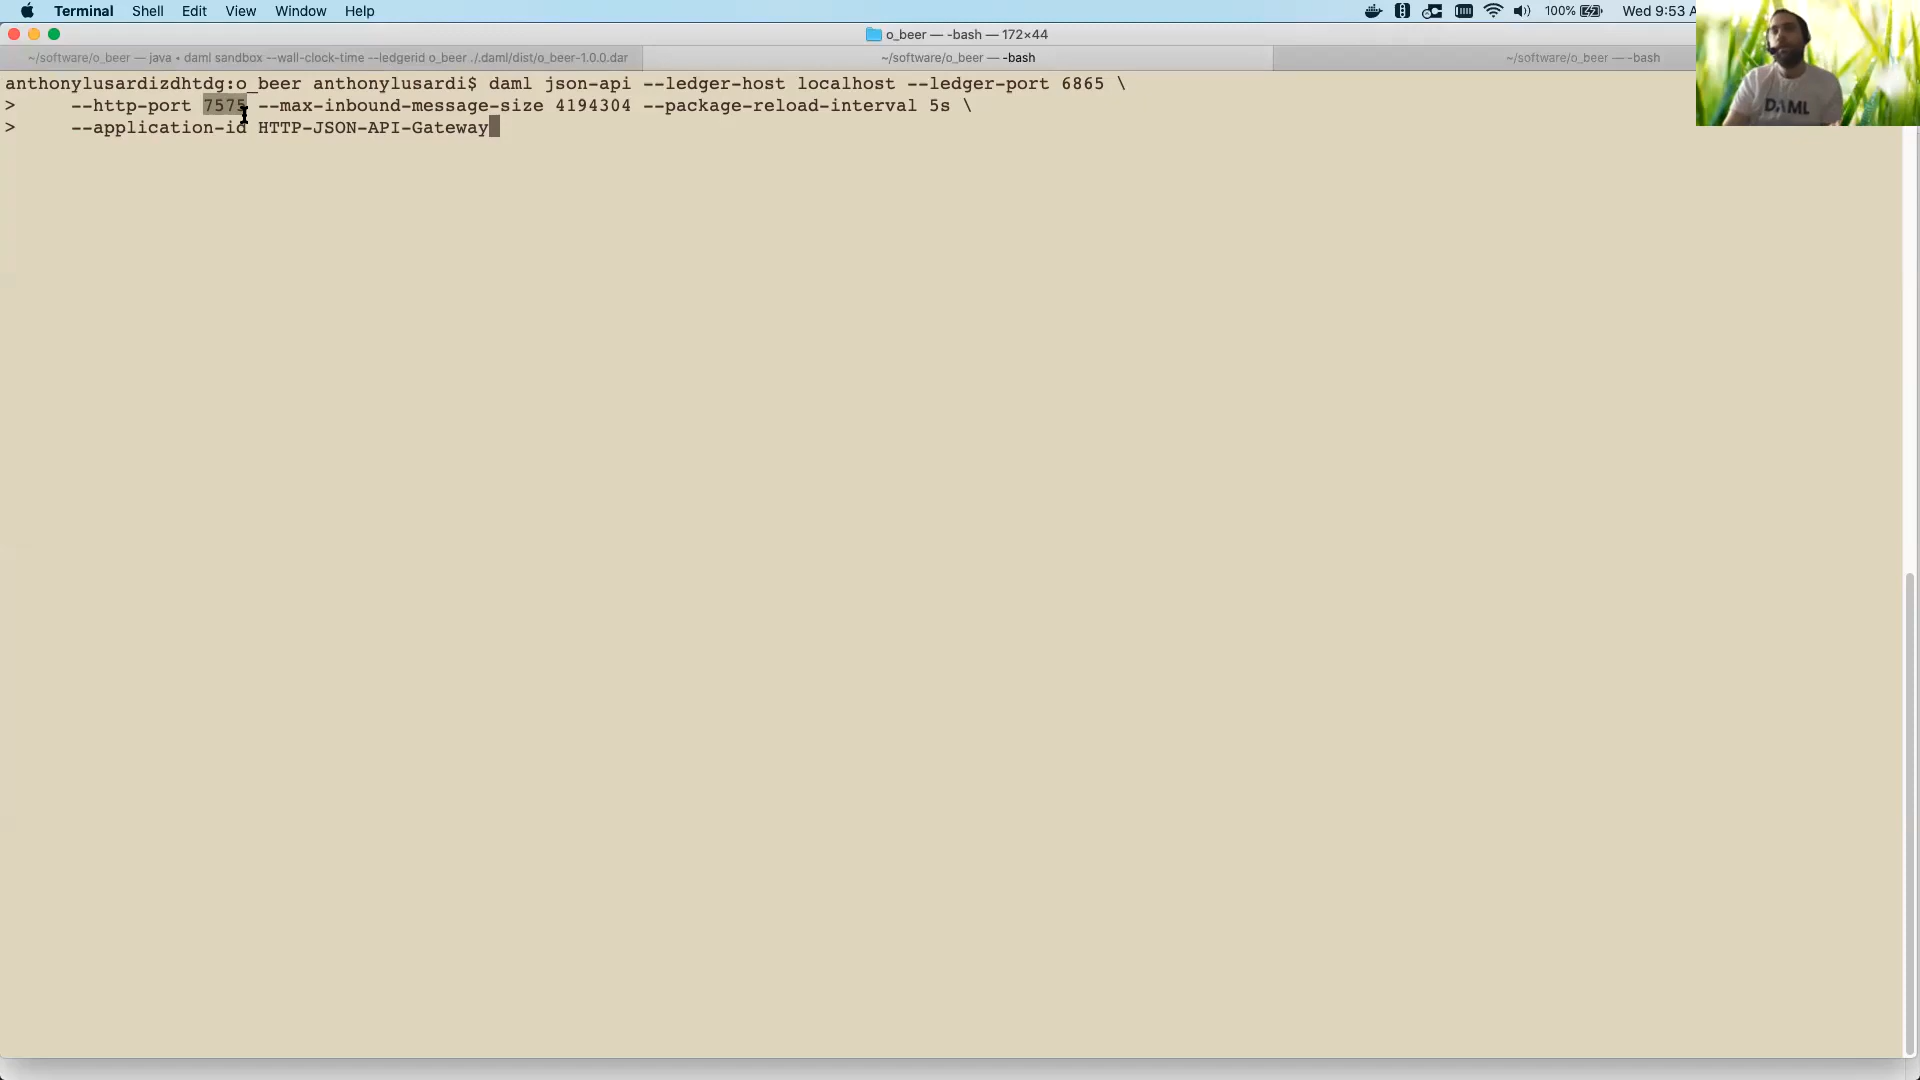 Terminal Shell Edit View Window Help 100% Wed 9:53 A
o_beer — -bash — 172×44
~/software/o_beer — java • daml sandbox --wall-clock-time --ledgerid o_beer ./.daml/dist/o_beer-1.0.0.dar ~/software/o_beer — -bash ~/software/o_beer — -bash
anthonylusardizdhtdg:o_beer anthonylusardi$ daml json-api --ledger-host localhost --ledger-port 6865 \
> --http-port 7575 --max-inbound-message-size 4194304 --package-reload-interval 5s \
> --application-id HTTP-JSON-API-Gateway
DAML